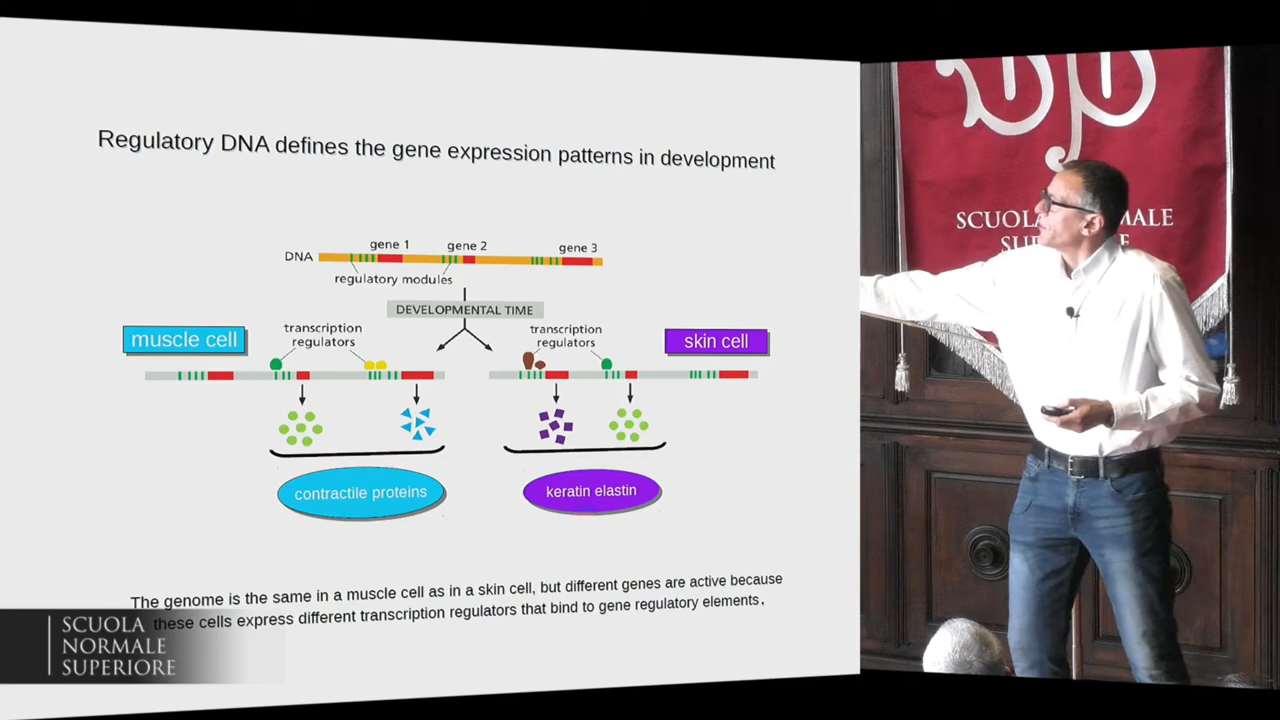 Regulatory DNA defines the gene expression patterns in development
gene 1
gene 2
gene 3
DNA
regulatory modules
DEVELOPMENTAL TIME
muscle cell
transcription
regulators
transcription
regulators
skin cell
contractile proteins
keratin elastin
The genome is the same in a muscle cell as in a skin cell, but different genes are active because
these cells express different transcription regulators that bind to gene regulatory elements.
SCUOLA
NORMALE
SUPERIORE
SCUOLA MALE